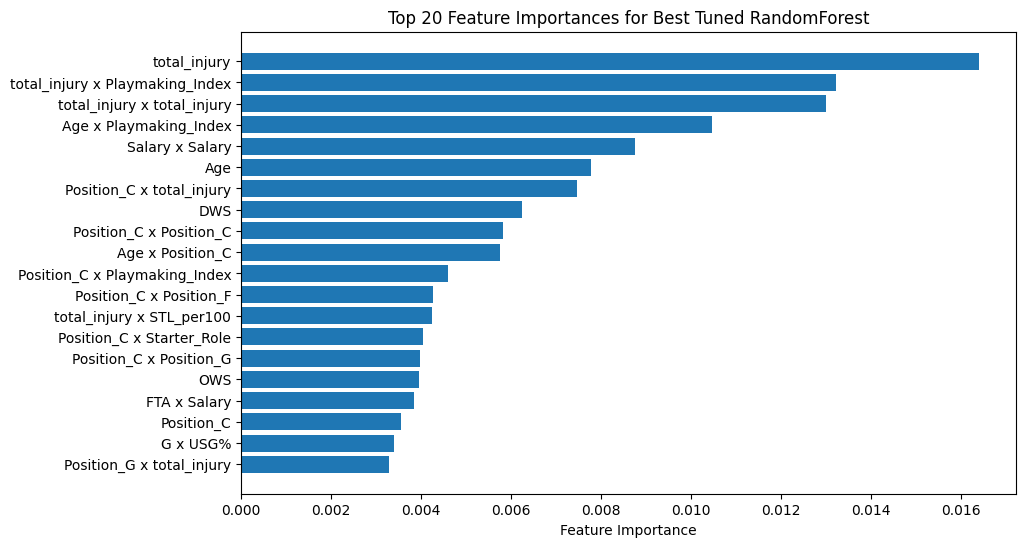 Top 20 Feature Importances for Best Tuned RandomForest
total_injury
total_injury x Playmaking_Index
total_injury x total_injury
Age x Playmaking_Index
Salary x Salary
Age
Position_C x total_injury
DWS
Position_C x Position_C
Age x Position_C
Position_C x Playmaking_Index
Position_C x Position_F
total_injury x STL_per100
Position_C x Starter_Role
Position_C x Position_G
OWS
FTA x Salary
Position_C
G x USG%
Position_G x total_injury
0.000 0.002 0.004 0.006 0.008 0.010 0.012 0.014 0.016
Feature Importance